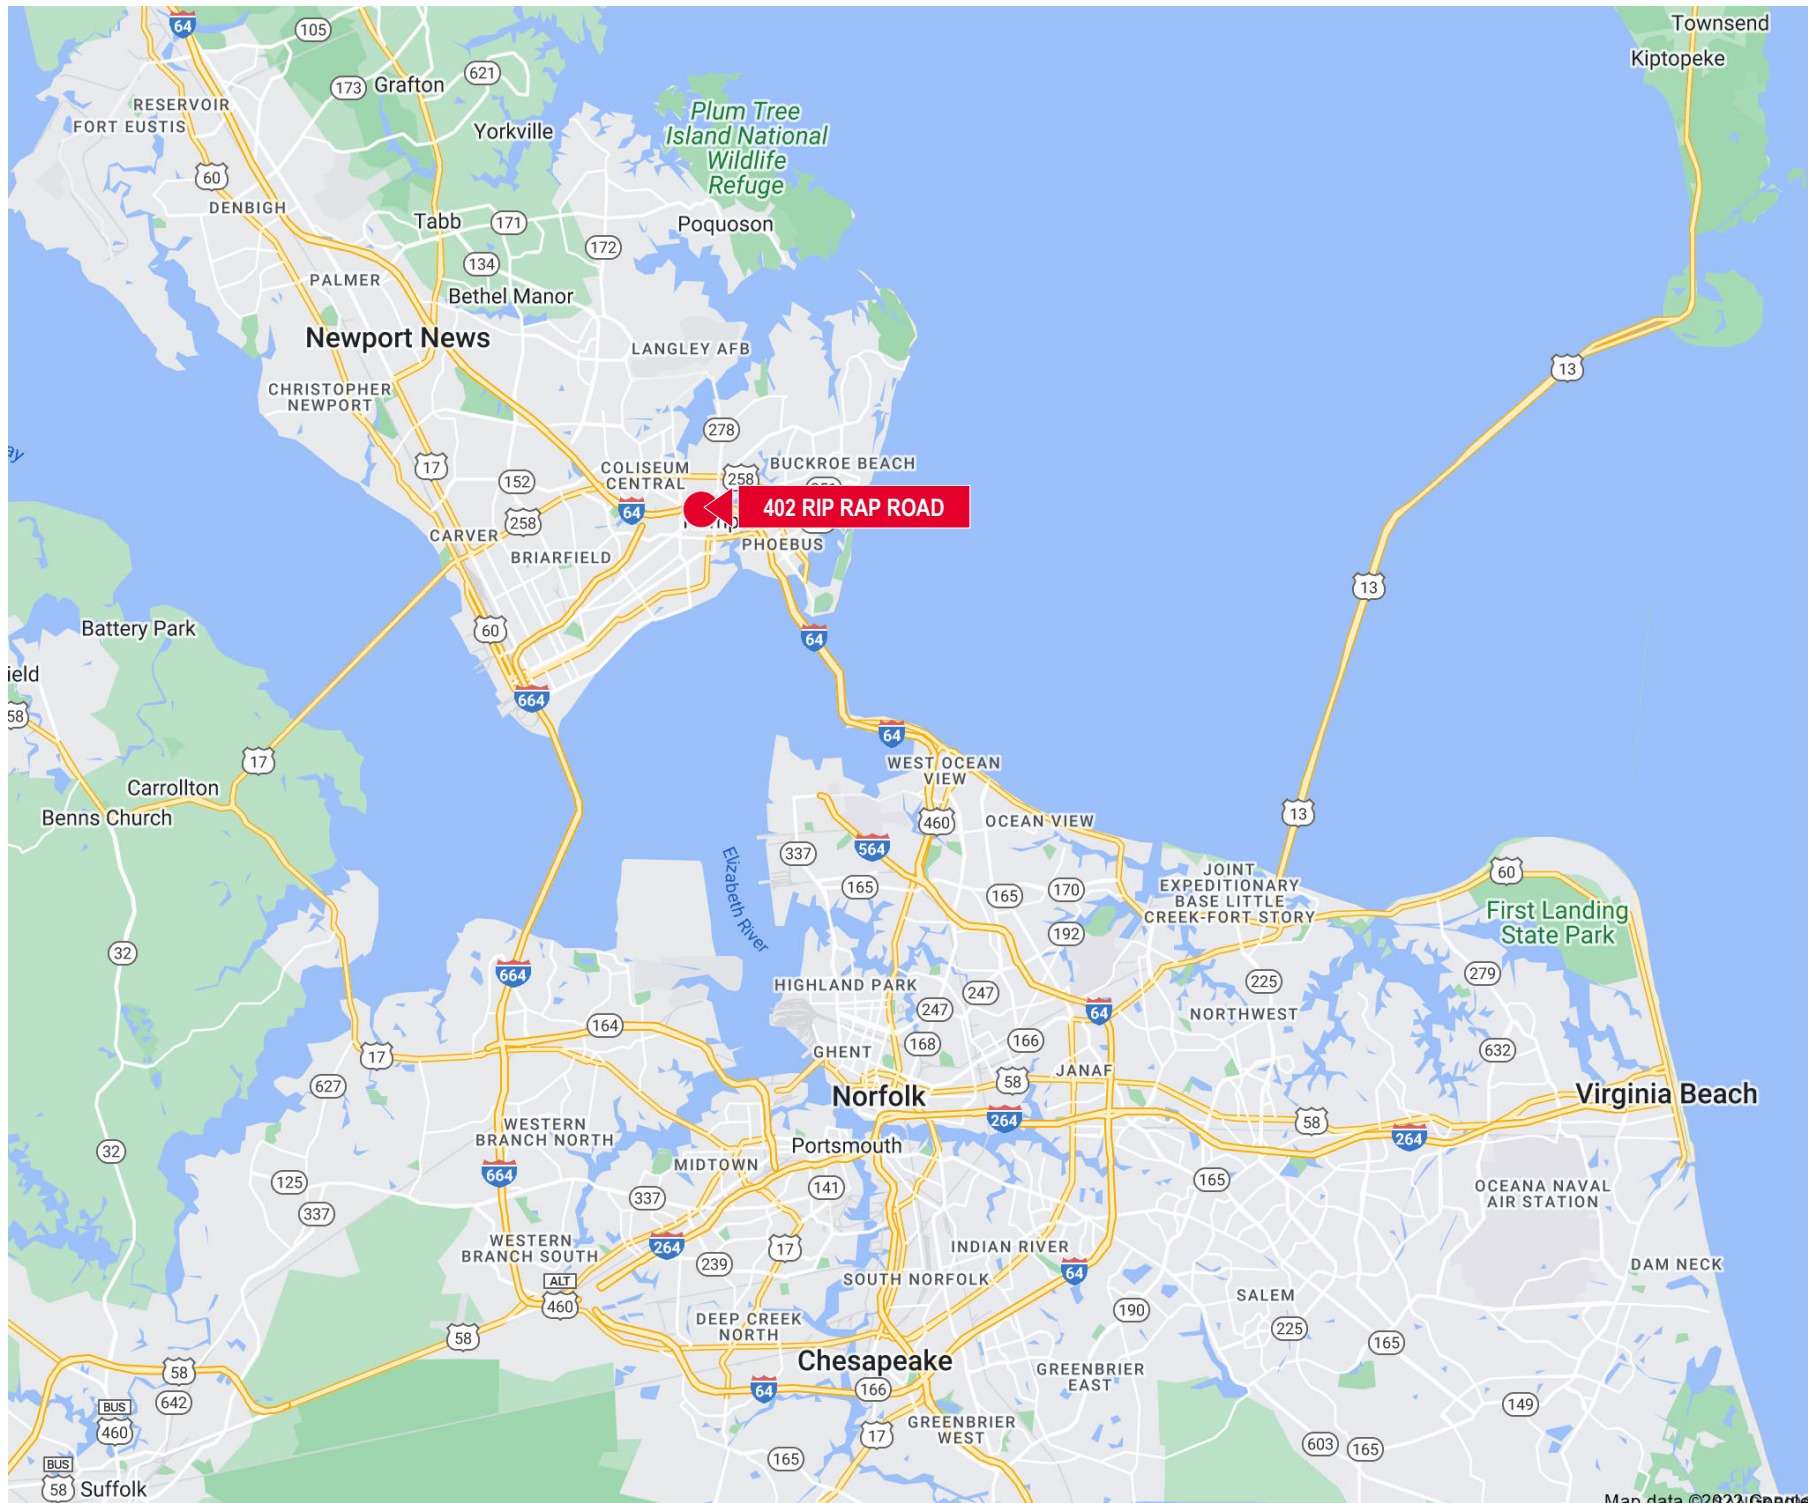 Townsend
Kiptopeke
64
105
173
Grafton
621
RESERVOIR
FORT EUSTIS
Yorkville
Plum Tree
Island National
Wildlife
Refuge
60
DENBIGH
Tabb
171
172
Poquoson
134
PALMER
Bethel Manor
Newport News
LANGLEY AFB
13
CHRISTOPHER
NEWPORT
278
17
152
COLISEUM
CENTRAL
258
BUCKROE BEACH
64
402 RIP RAP ROAD
258
CARVER
BRIARFIELD
PHOEBUS
13
Battery Park
60
64
ield
58
664
17
64
WEST OCEAN
VIEW
Carrollton
Benns Church
460
OCEAN VIEW
13
337
564
165
165
170
Elizabeth River
JOINT
EXPEDITIONARY
BASE LITTLE
CREEK-FORT STORY
60
First Landing
State Park
192
32
664
HIGHLAND PARK
247
247
225
279
64
NORTHWEST
164
168
166
17
GHENT
632
627
58
JANAF
Norfolk
Virginia Beach
264
58
264
WESTERN
BRANCH NORTH
Portsmouth
32
664
MIDTOWN
125
337
141
165
OCEANA NAVAL
AIR STATION
337
WESTERN
BRANCH SOUTH
264
17
INDIAN RIVER
239
64
DAM NECK
ALT
460
SOUTH NORFOLK
SALEM
190
58
DEEP CREEK
NORTH
225
165
Chesapeake
58
642
64
166
GREENBRIER
EAST
149
BUS
460
17
GREENBRIER
WEST
603
165
165
BUS
58
Suffolk
Map data ©2022 Google